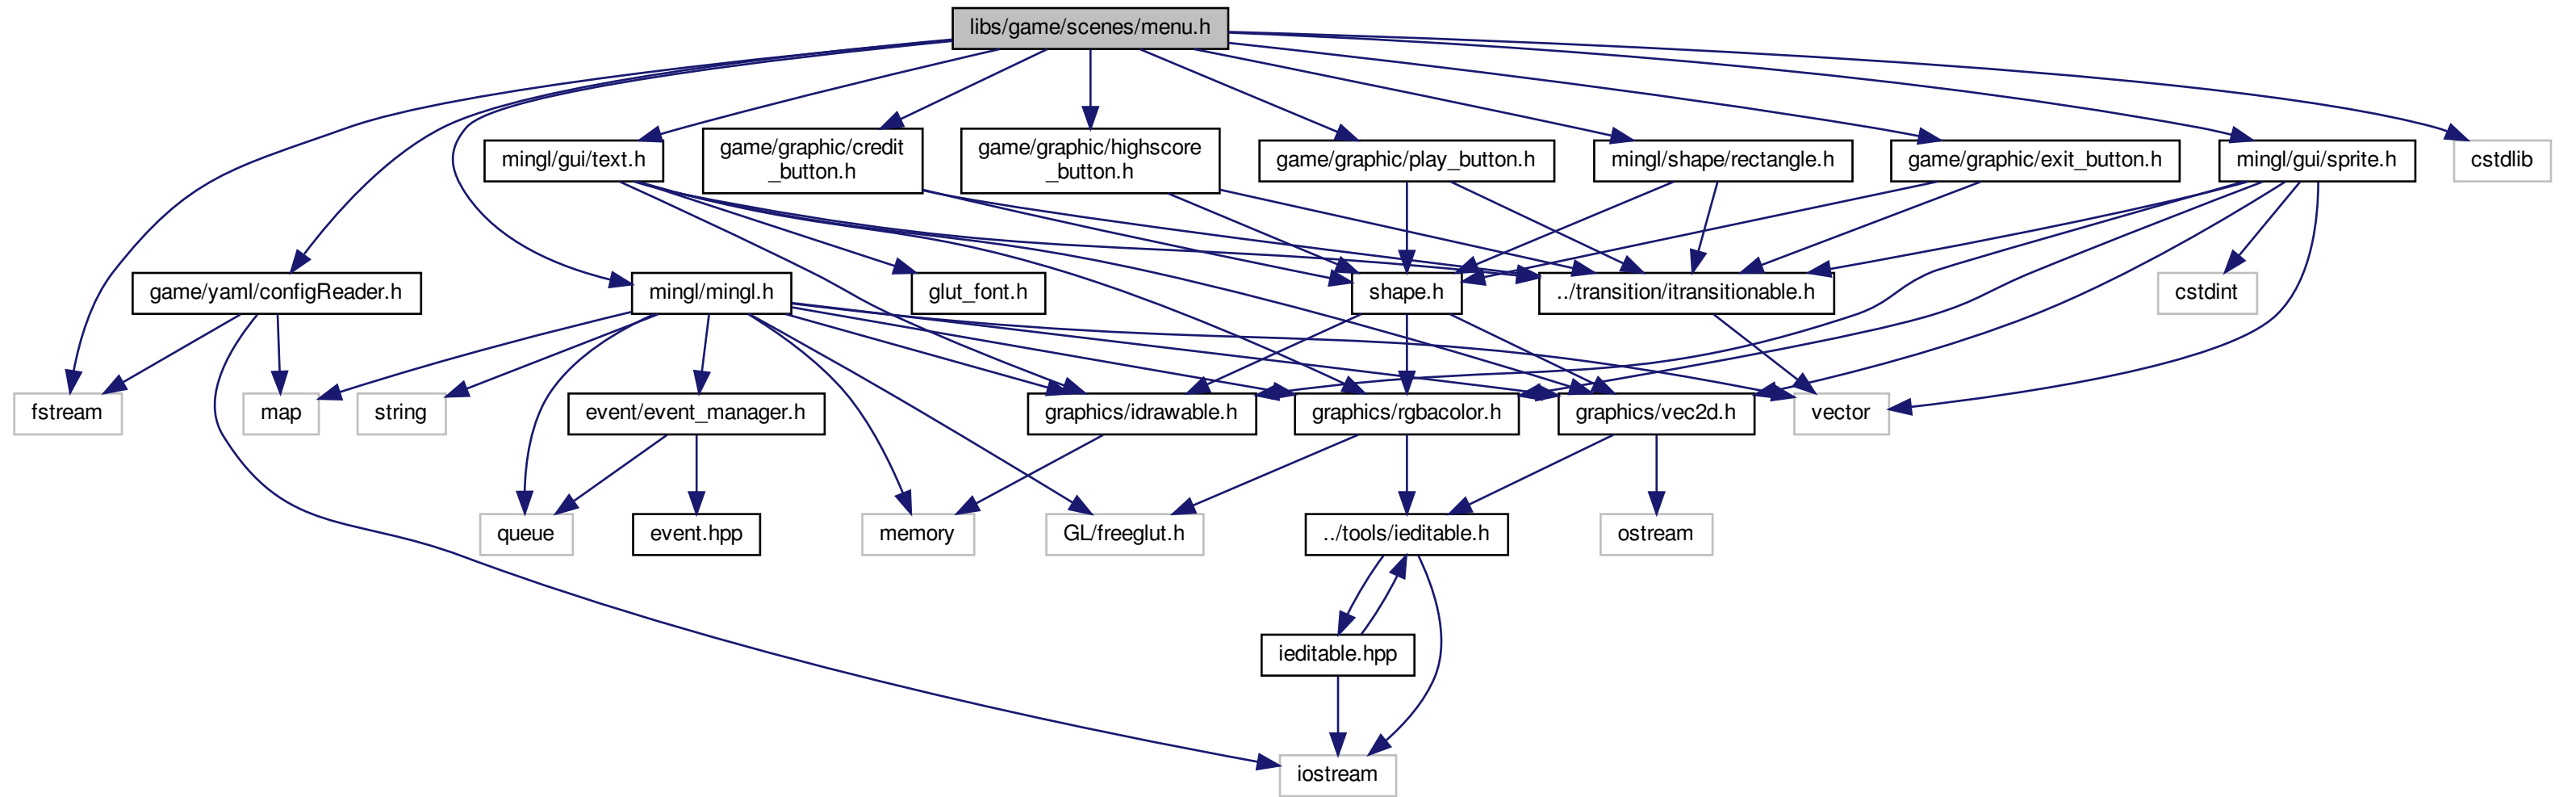 libs/game/scenes/menu.h
mingl/gui/text.h
game/graphic/credit
_button.h
game/graphic/highscore
_button.h
game/graphic/play_button.h
mingl/shape/rectangle.h
game/graphic/exit_button.h
mingl/gui/sprite.h
cstdlib
game/yaml/configReader.h
mingl/mingl.h
glut_font.h
shape.h
../transition/itransitionable.h
cstdint
fstream
map
string
event/event_manager.h
graphics/idrawable.h
graphics/rgbacolor.h
graphics/vec2d.h
vector
queue
event.hpp
memory
GL/freeglut.h
../tools/ieditable.h
ostream
ieditable.hpp
iostream